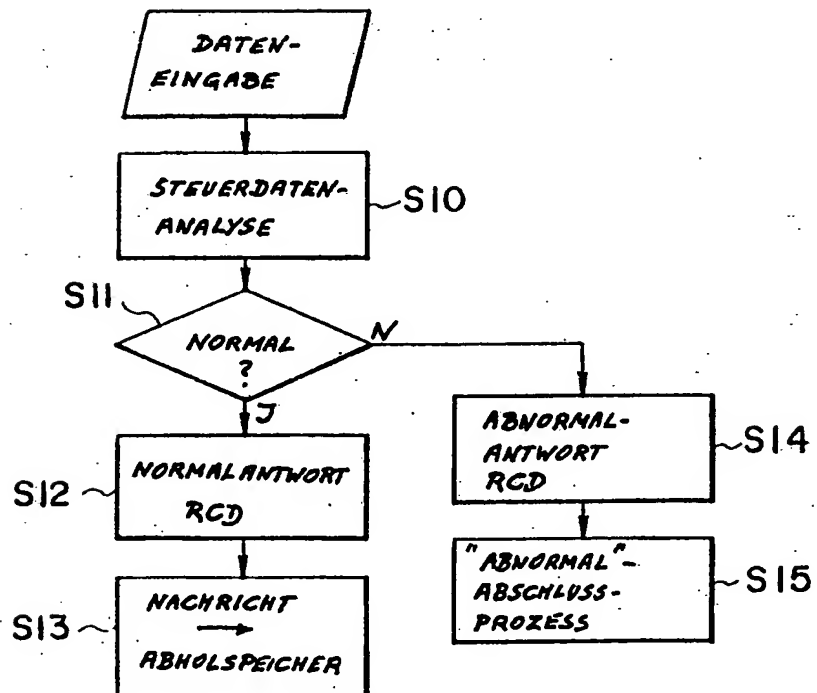 DATEN-
EINGABE
STEUERDATEN-
ANALYSE
S10
S11
NORMAL
?
N
J
NORMALANTWORT
RCD
S12
NACHRICHT
→
ABHOLSPEICHER
S13
ABNORMAL-
ANTWORT
RCD
S14
"ABNORMAL"-
ABSCHLUSS-
PROZESS
S15